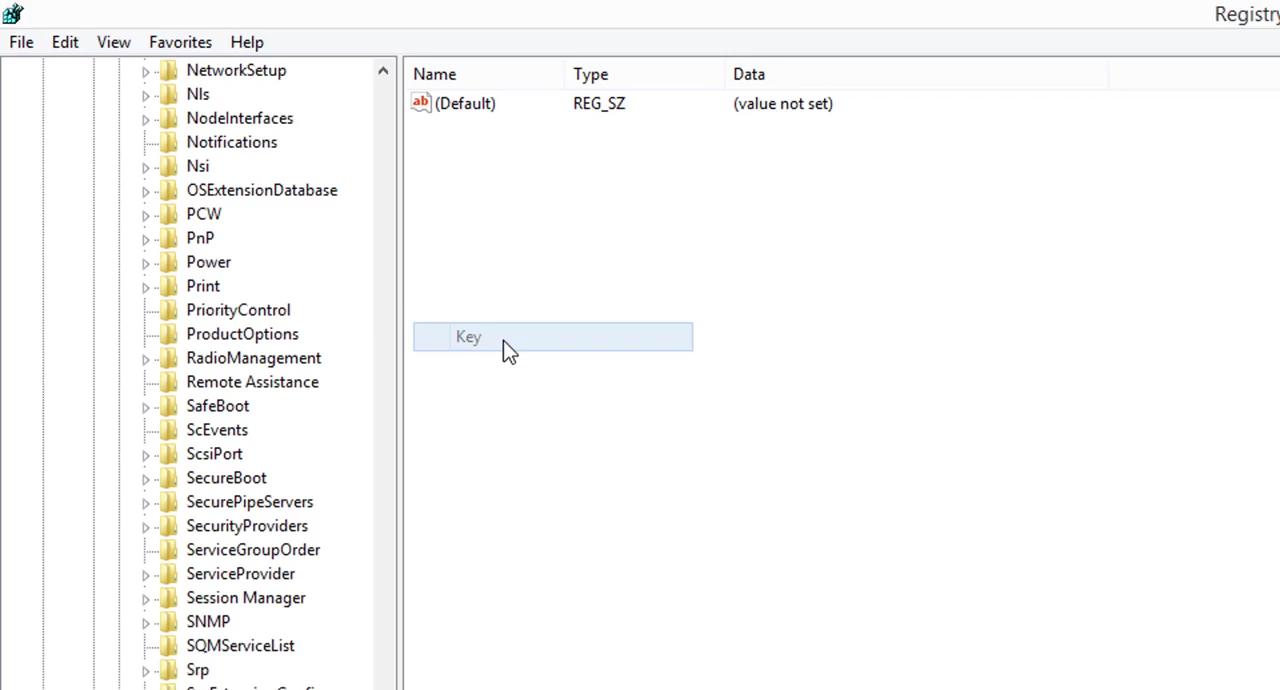 Registry
File Edit View Favorites Help
NetworkSetup
Nls
NodeInterfaces
Notifications
Nsi
OSExtensionDatabase
PCW
PnP
Power
Print
PriorityControl
ProductOptions
RadioManagement
Remote Assistance
SafeBoot
ScEvents
ScsiPort
SecureBoot
SecurePipeServers
SecurityProviders
ServiceGroupOrder
ServiceProvider
Session Manager
SNMP
SQMServiceList
Srp
Name Type Data
ab (Default) REG_SZ (value not set)
Key